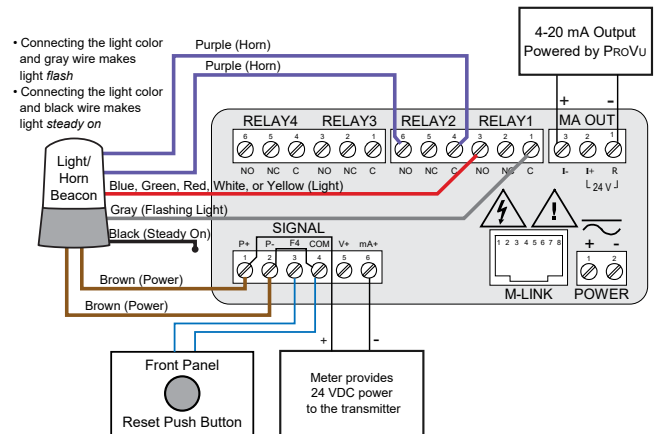 • Connecting the light color
and gray wire makes
light flash
• Connecting the light color
and black wire makes
light steady on
Purple (Horn)
Purple (Horn)
4-20 mA Output
Powered by PROVU
+ -
RELAY4 RELAY3 RELAY2 RELAY1 MA OUT
6 5 4 3 2 1 6 5 4 3 2 1 3 2 1
NO NC C NO NC C NO NC C NO NC C I- I+ R
24 V
Light/
Horn
Beacon
Blue, Green, Red, White, or Yellow (Light)
Gray (Flashing Light)
Black (Steady On)
SIGNAL
P+ P- F4 COM V+ mA+
1 2 3 4 5 6
1 2 3 4 5 6 7 8
M-LINK
+ -
1 2
POWER
Brown (Power)
Brown (Power)
+ -
Front Panel
Reset Push Button
Meter provides
24 VDC power
to the transmitter